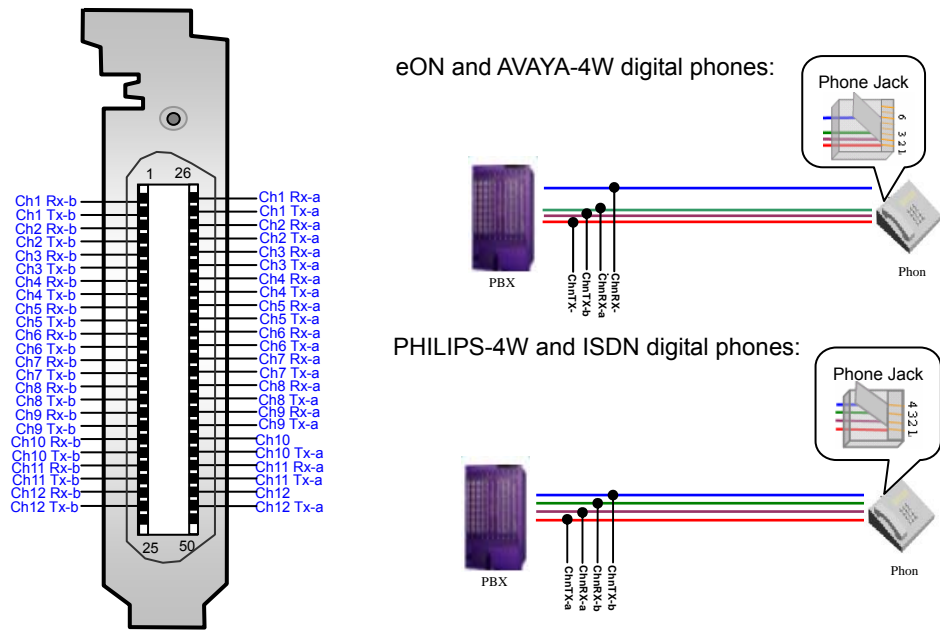 1 26
Ch1 Rx-b
Ch1 Tx-b
Ch2 Rx-b
Ch2 Tx-b
Ch3 Rx-b
Ch3 Tx-b
Ch4 Rx-b
Ch4 Tx-b
Ch5 Rx-b
Ch5 Tx-b
Ch6 Rx-b
Ch6 Tx-b
Ch7 Rx-b
Ch7 Tx-b
Ch8 Rx-b
Ch8 Tx-b
Ch9 Rx-b
Ch9 Tx-b
Ch10 Rx-b
Ch10 Tx-b
Ch11 Rx-b
Ch11 Tx-b
Ch12 Rx-b
Ch12 Tx-b
Ch1 Rx-a
Ch1 Tx-a
Ch2 Rx-a
Ch2 Tx-a
Ch3 Rx-a
Ch3 Tx-a
Ch4 Rx-a
Ch4 Tx-a
Ch5 Rx-a
Ch5 Tx-a
Ch6 Rx-a
Ch6 Tx-a
Ch7 Rx-a
Ch7 Tx-a
Ch8 Rx-a
Ch8 Tx-a
Ch9 Rx-a
Ch9 Tx-a
Ch10
Ch10 Tx-a
Ch11 Rx-a
Ch11 Tx-a
Ch12
Ch12 Tx-a
25 50
eON and AVAYA-4W digital phones:
Phone Jack
6 3 2 1
PBX
ChnTX-
ChnTX-b
ChnRX-a
ChnRX-
Phon
PHILIPS-4W and ISDN digital phones:
Phone Jack
4 3 2 1
PBX
ChnTX-a
ChnRX-a
ChnRX-b
ChnTX-b
Phon